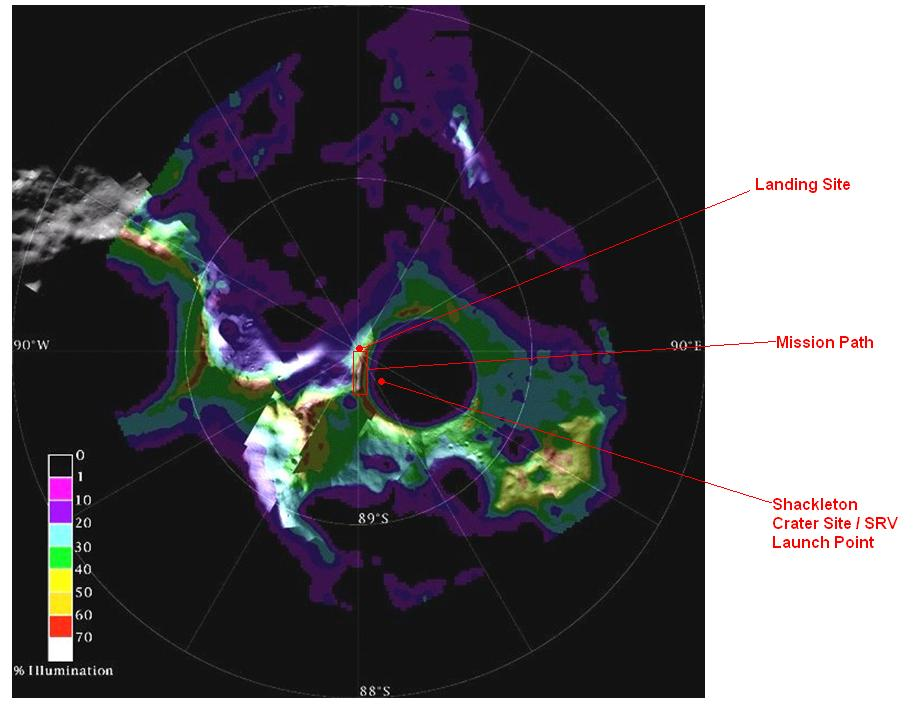 Landing Site
Mission Path
90°W
90°E
Shackleton
Crater Site / SRV
Launch Point
89°S
88°S
0
1
10
20
30
40
50
60
70
% Illumination